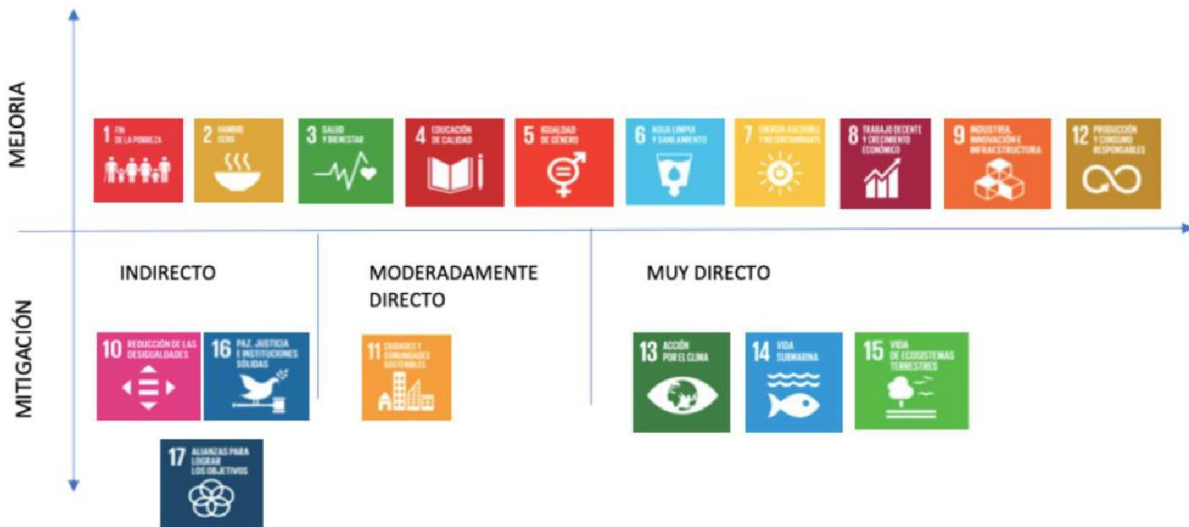 MEJORIA
1 FIN
DE LA POBREZA
2 HAMBRE
CERO
3 SALUD
Y BIENESTAR
4 EDUCACIÓN
DE CALIDAD
5 IGUALDAD
DE GÉNERO
6 AGUA LIMPIA
Y SANEAMIENTO
7 ENERGÍA ASEQUIBLE
Y NO CONTAMINANTE
8 TRABAJO DECENTE
Y CRECIMIENTO
ECONÓMICO
9 INDUSTRIA,
INNOVACIÓN E
INFRAESTRUCTURA
12 PRODUCCIÓN
Y CONSUMO
RESPONSABLES
MITIGACIÓN
INDIRECTO
MODERADAMENTE
DIRECTO
MUY DIRECTO
10 REDUCCIÓN DE LAS
DESIGUALDADES
16 PAZ, JUSTICIA
E INSTITUCIONES
SÓLIDAS
11 CIUDADES Y
COMUNIDADES
SOSTENIBLES
13 ACCIÓN
POR EL CLIMA
14 VIDA
SUBMARINA
15 VIDA
DE ECOSISTEMAS
TERRESTRES
17 ALIANZAS PARA
LOGRAR
LOS OBJETIVOS